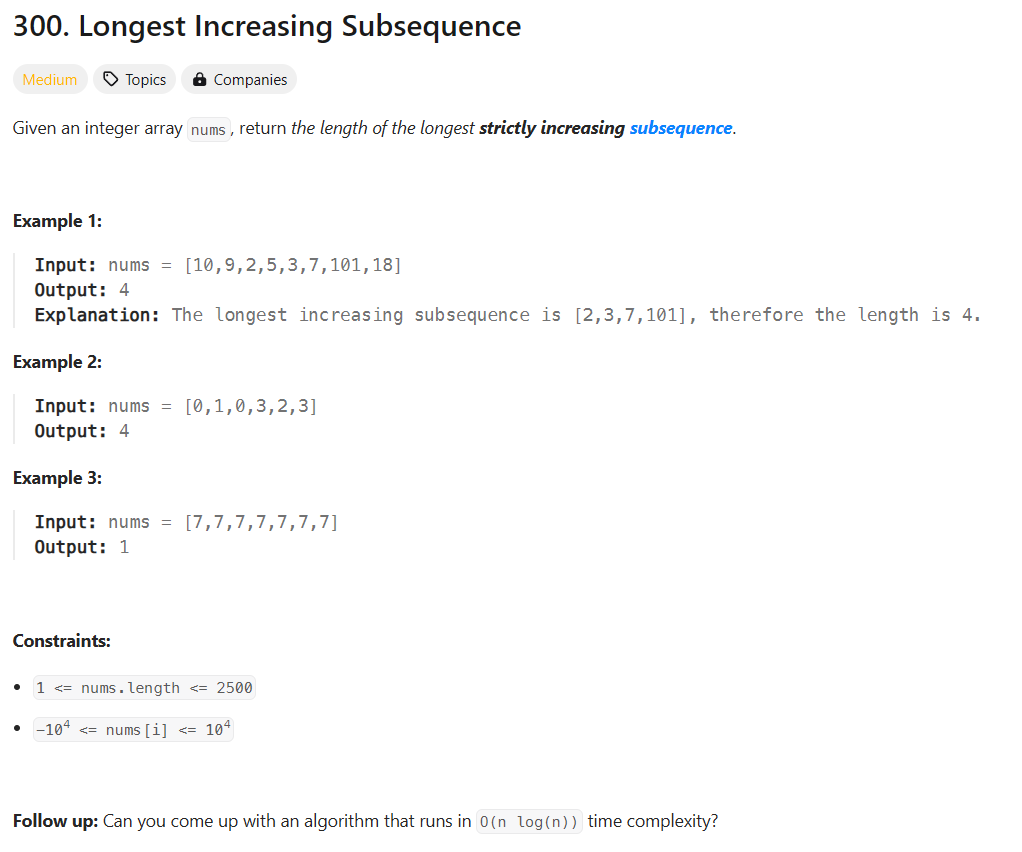 300. Longest Increasing Subsequence
Medium Topics Companies
Given an integer array nums, return the length of the longest strictly increasing subsequence.
Example 1:
Input: nums = [10,9,2,5,3,7,101,18]
Output: 4
Explanation: The longest increasing subsequence is [2,3,7,101], therefore the length is 4.
Example 2:
Input: nums = [0,1,0,3,2,3]
Output: 4
Example 3:
Input: nums = [7,7,7,7,7,7,7]
Output: 1
Constraints:
• 1 <= nums.length <= 2500
• -10⁴ <= nums[i] <= 10⁴
Follow up: Can you come up with an algorithm that runs in O(n log(n)) time complexity?